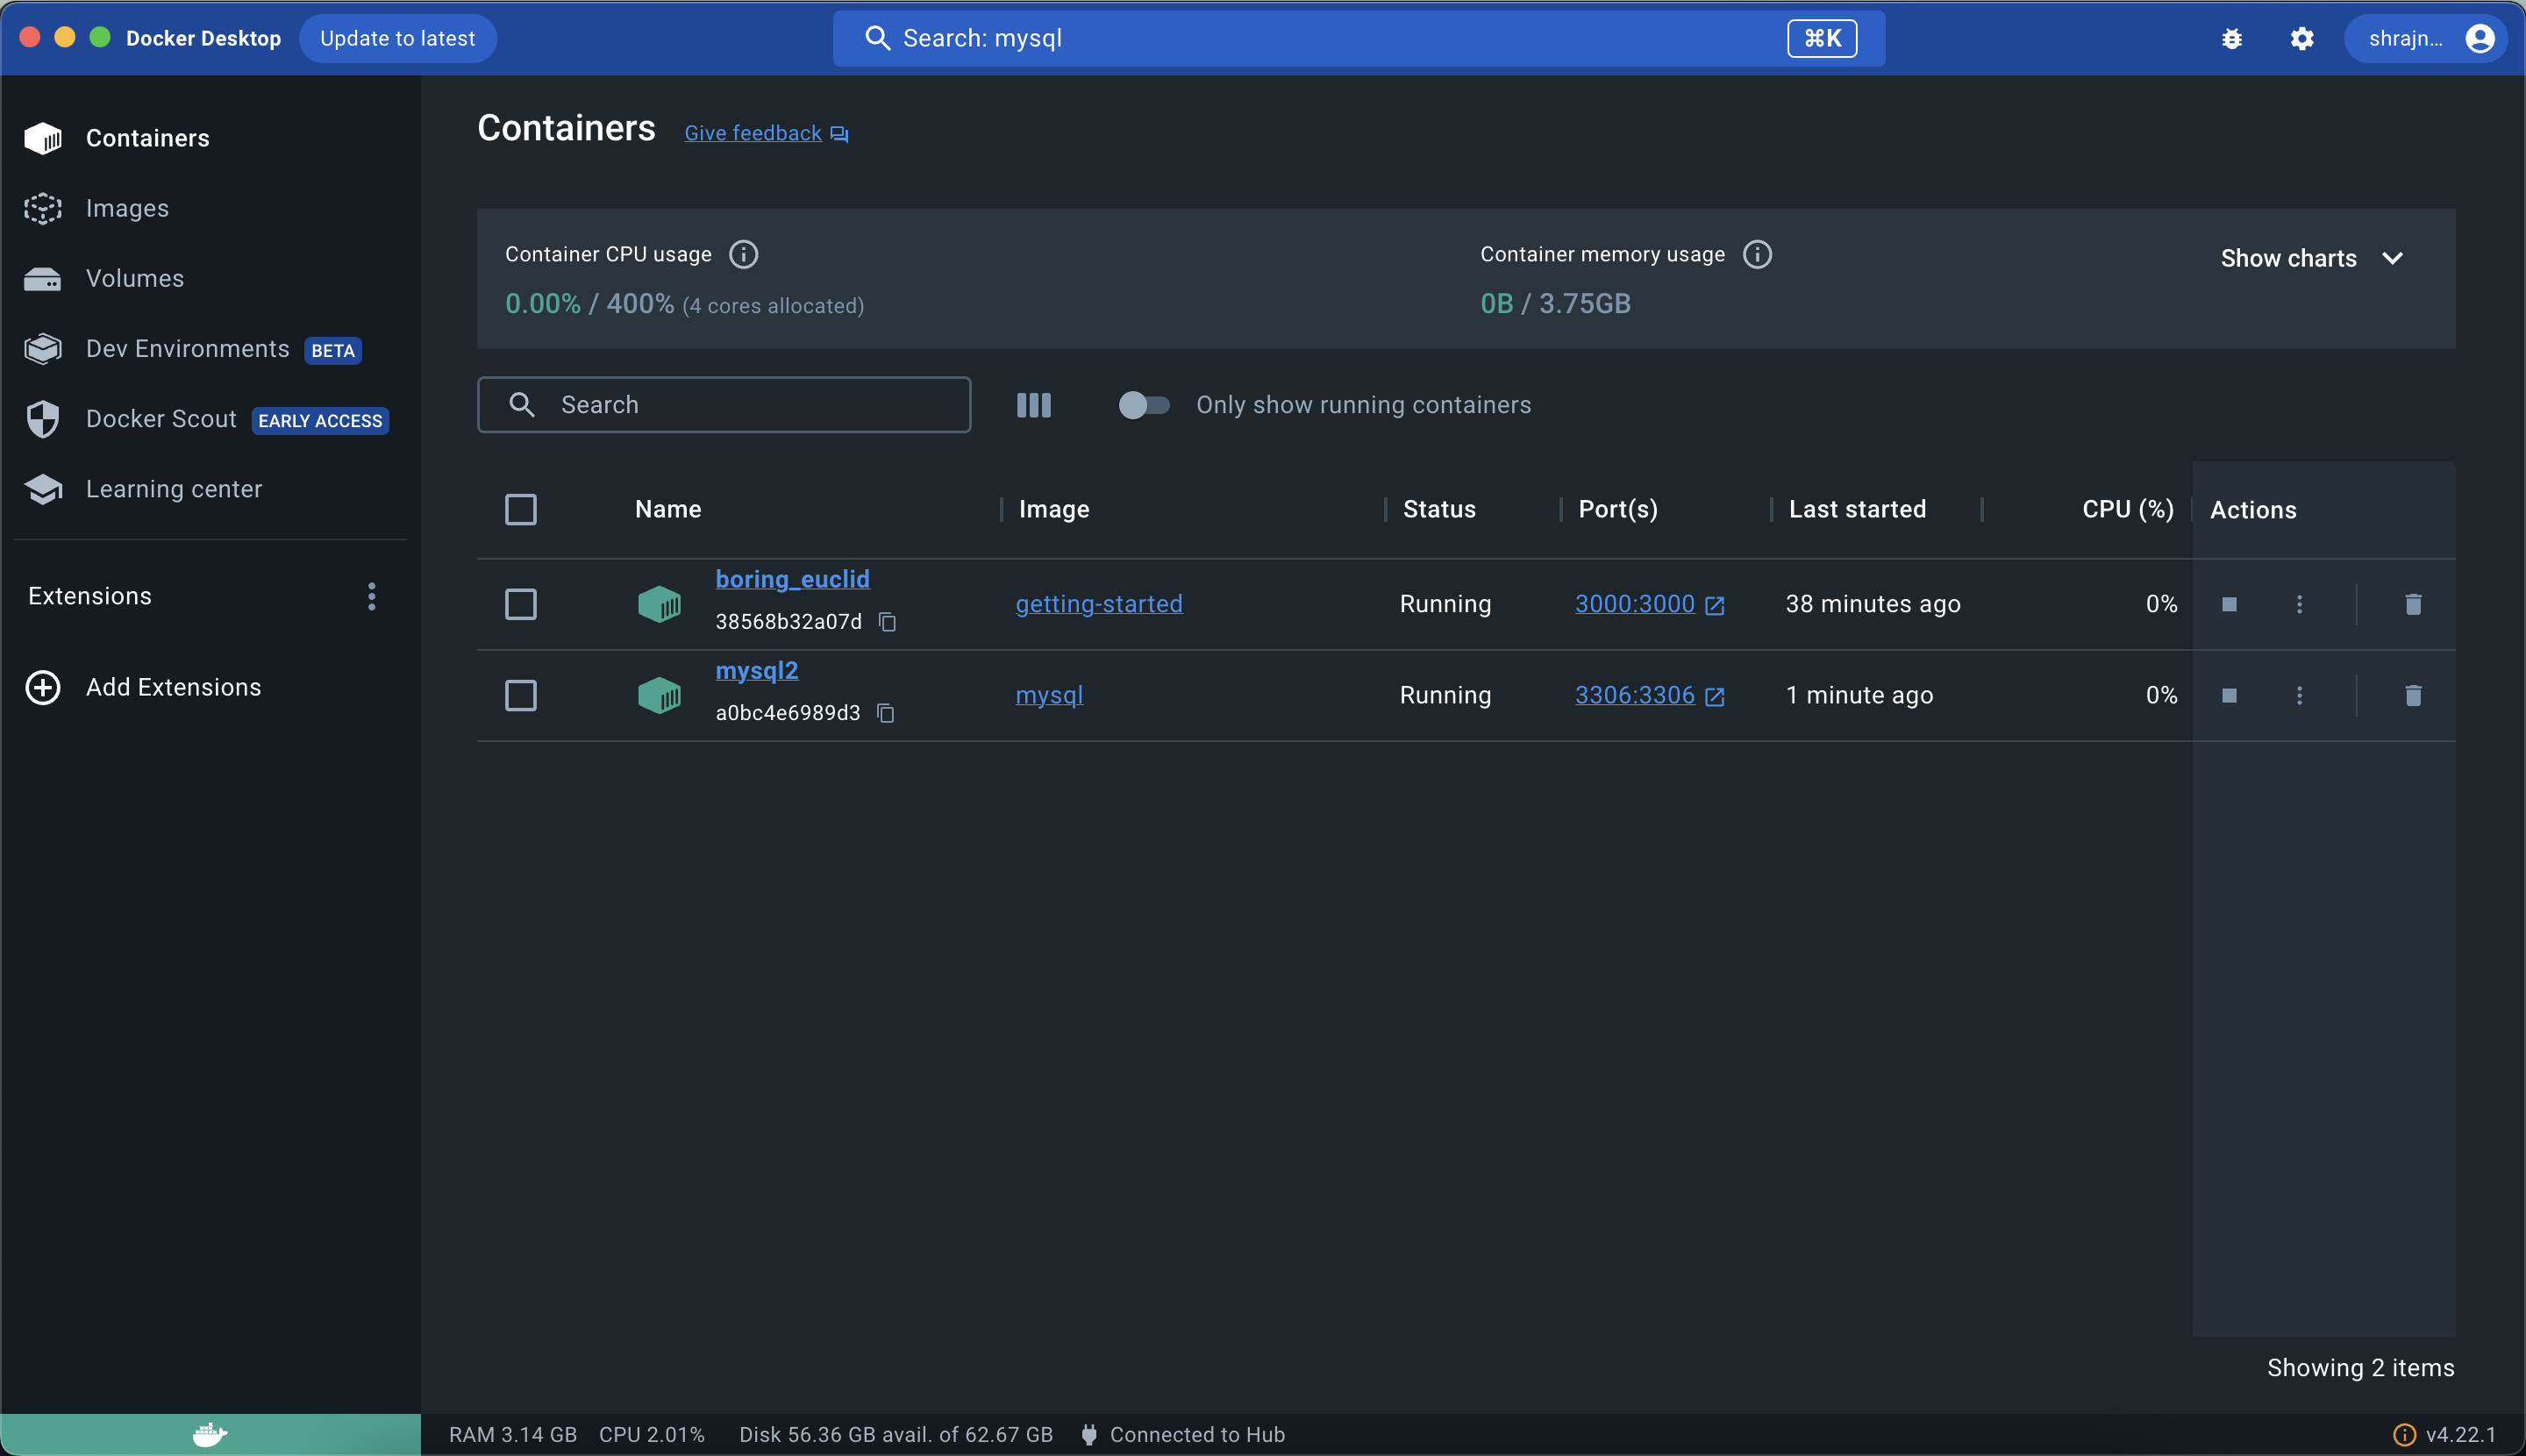 Docker Desktop
Update to latest
Search: mysql
⌘K
shrajn...
Containers
Images
Volumes
Dev Environments BETA
Docker Scout EARLY ACCESS
Learning center
Extensions
Add Extensions
Containers Give feedback
Container CPU usage
0.00% / 400% (4 cores allocated)
Container memory usage
0B / 3.75GB
Show charts
Search
Only show running containers
Name Image Status Port(s) Last started CPU (%) Actions
boring_euclid
38568b32a07d
getting-started Running 3000:3000 38 minutes ago 0%
mysql2
a0bc4e6989d3
mysql Running 3306:3306 1 minute ago 0%
Showing 2 items
RAM 3.14 GB CPU 2.01% Disk 56.36 GB avail. of 62.67 GB Connected to Hub
v4.22.1